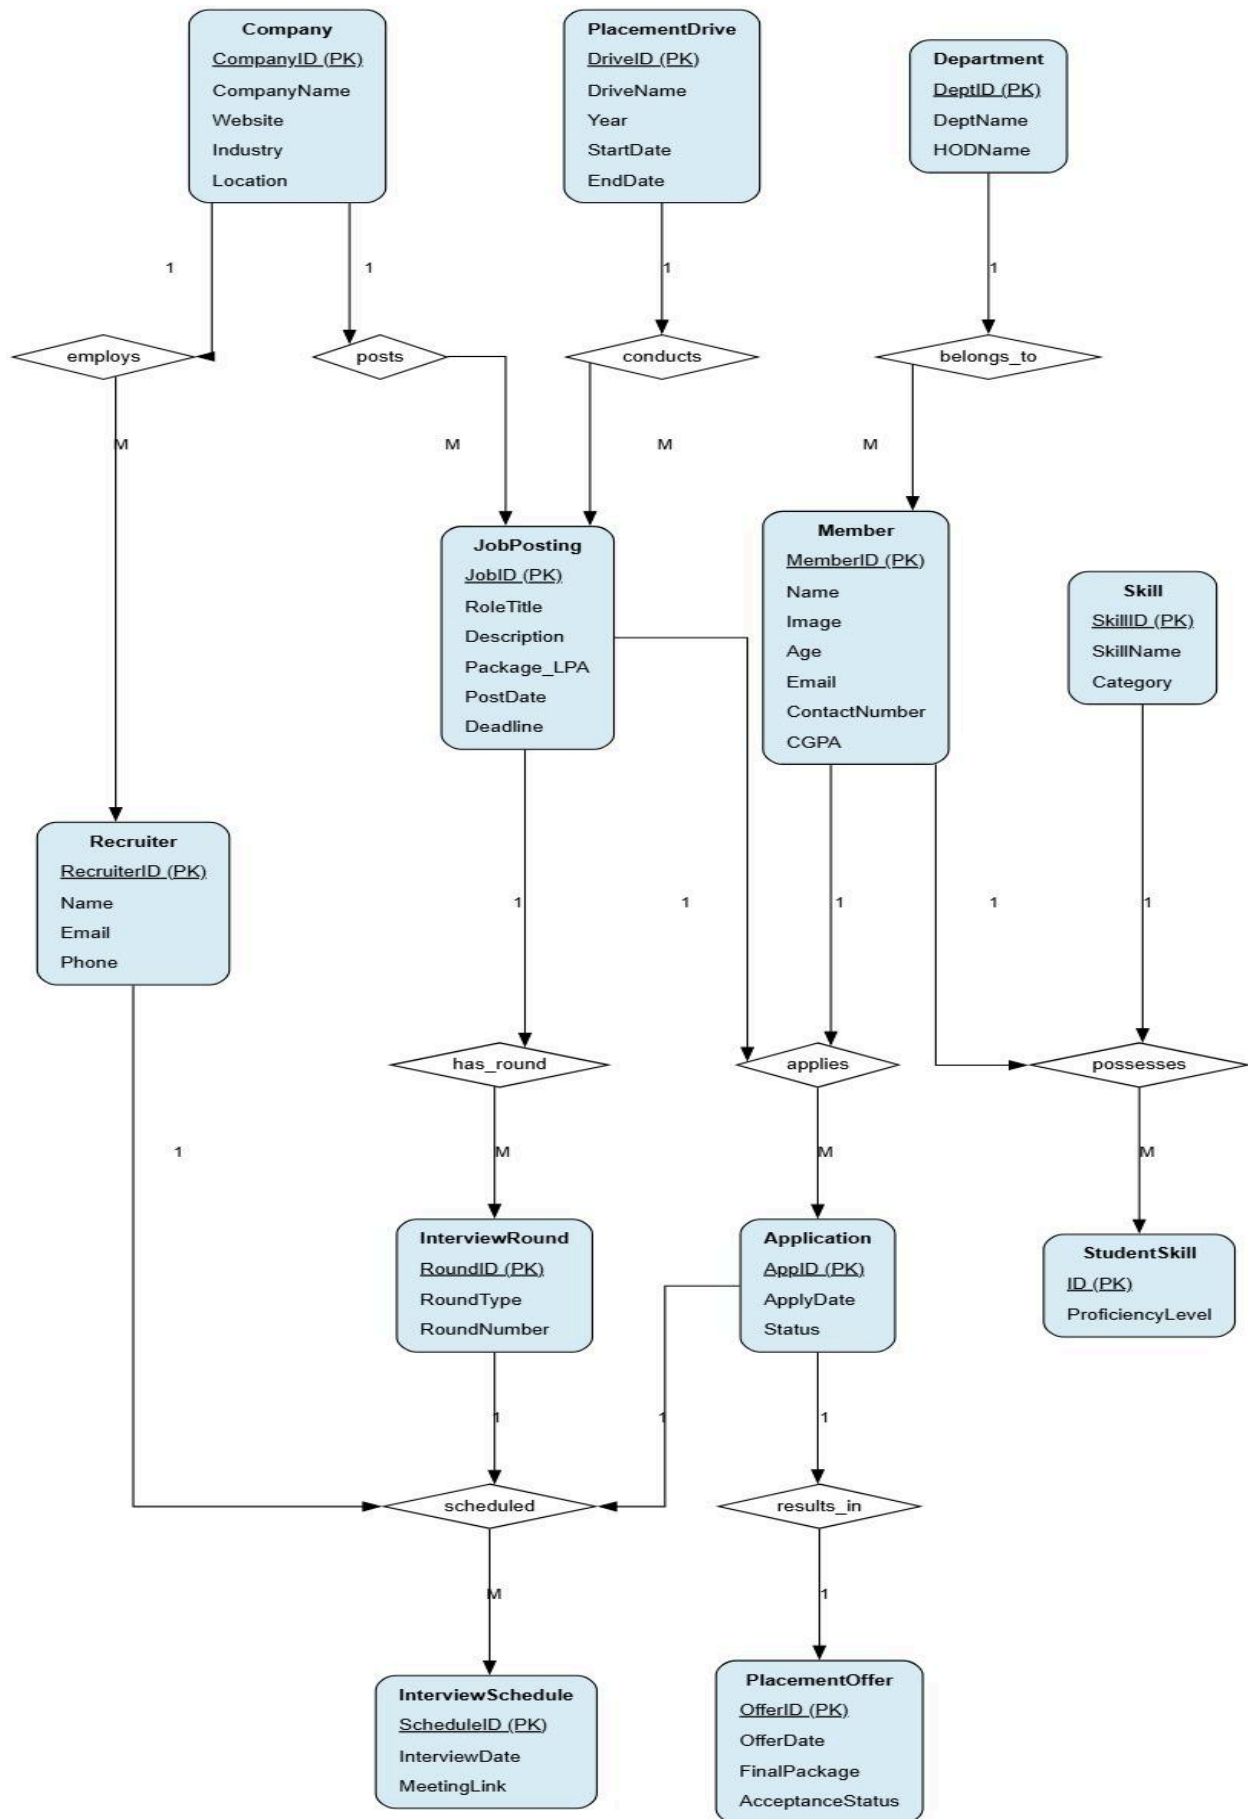 Company
CompanyID (PK)
CompanyName
Website
Industry
Location
PlacementDrive
DriveID (PK)
DriveName
Year
StartDate
EndDate
Department
DeptID (PK)
DeptName
HODName
1
1
1
1
employs
posts
conducts
belongs_to
M
M
M
M
JobPosting
JobID (PK)
RoleTitle
Description
Package_LPA
PostDate
Deadline
Member
MemberID (PK)
Name
Image
Age
Email
ContactNumber
CGPA
Skill
SkillID (PK)
SkillName
Category
Recruiter
RecruiterID (PK)
Name
Email
Phone
1
1
1
1
1
has_round
applies
possesses
1
M
M
M
InterviewRound
RoundID (PK)
RoundType
RoundNumber
Application
AppID (PK)
ApplyDate
Status
StudentSkill
ID (PK)
ProficiencyLevel
1
1
1
scheduled
results_in
M
1
InterviewSchedule
ScheduleID (PK)
InterviewDate
MeetingLink
PlacementOffer
OfferID (PK)
OfferDate
FinalPackage
AcceptanceStatus